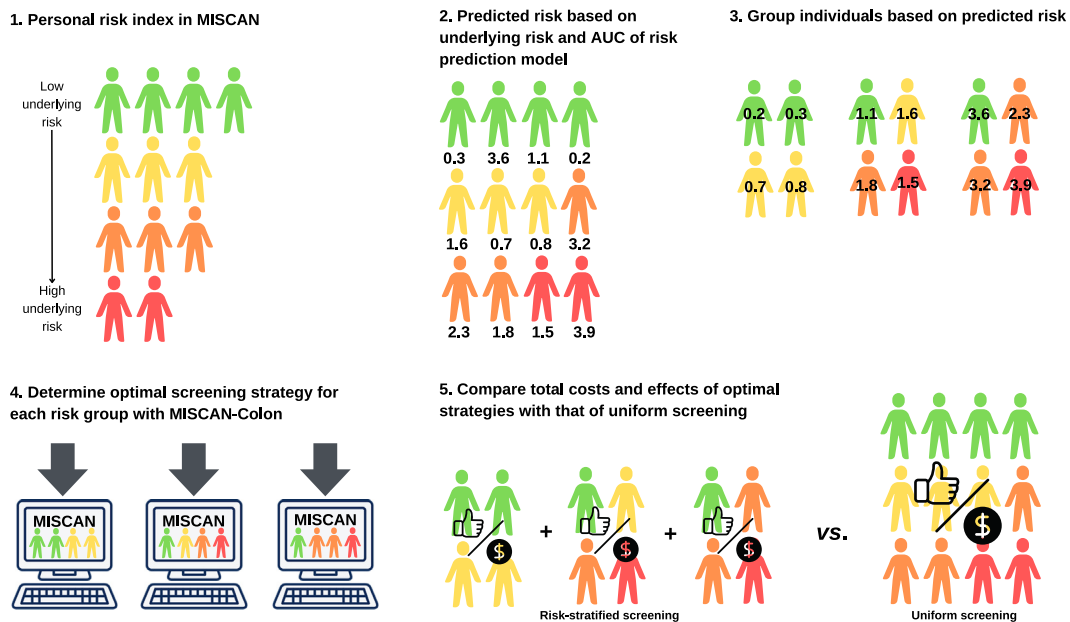 1. Personal risk index in MISCAN
Low
underlying
risk
High
underlying
risk
2. Predicted risk based on
underlying risk and AUC of risk
prediction model
0.3 3.6 1.1 0.2
1.6 0.7 0.8 3.2
2.3 1.8 1.5 3.9
3. Group individuals based on predicted risk
0.2 0.3 1.1 1.6 3.6 2.3
0.7 0.8 1.8 1.5 3.2 3.9
4. Determine optimal screening strategy for
each risk group with MISCAN-Colon
MISCAN MISCAN MISCAN
5. Compare total costs and effects of optimal
strategies with that of uniform screening
$ + $ + $ vs. $
Risk-stratified screening
Uniform screening